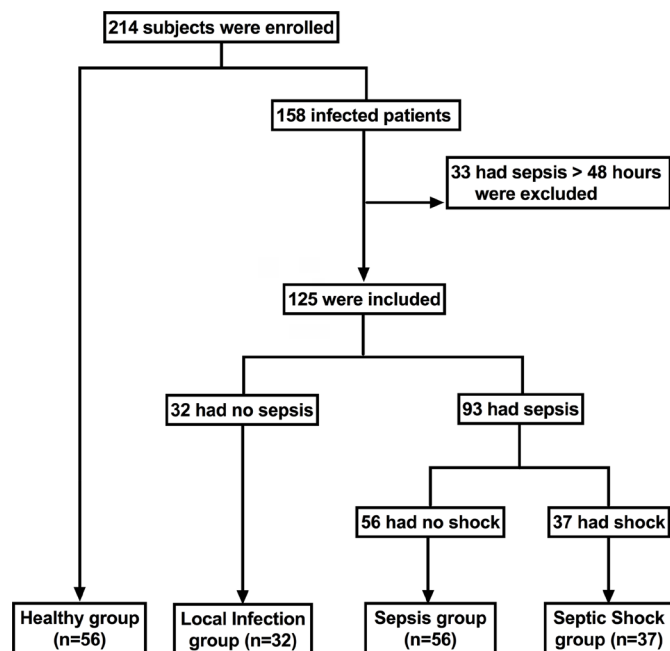 214 subjects were enrolled
158 infected patients
33 had sepsis > 48 hours
were excluded
125 were included
32 had no sepsis
93 had sepsis
56 had no shock
37 had shock
Healthy group
(n=56)
Local Infection
group (n=32)
Sepsis group
(n=56)
Septic Shock
group (n=37)